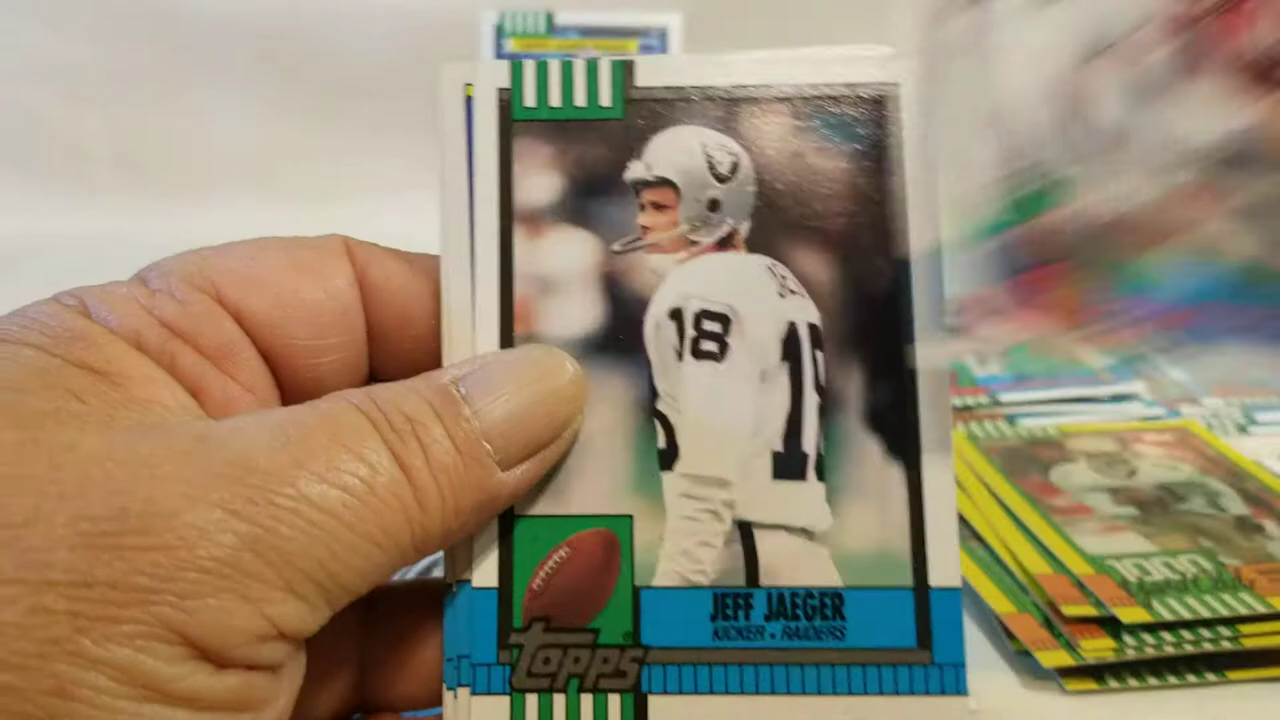 18
JEFF JAEGER
KICKER • RAIDERS
TOPPS®
1000